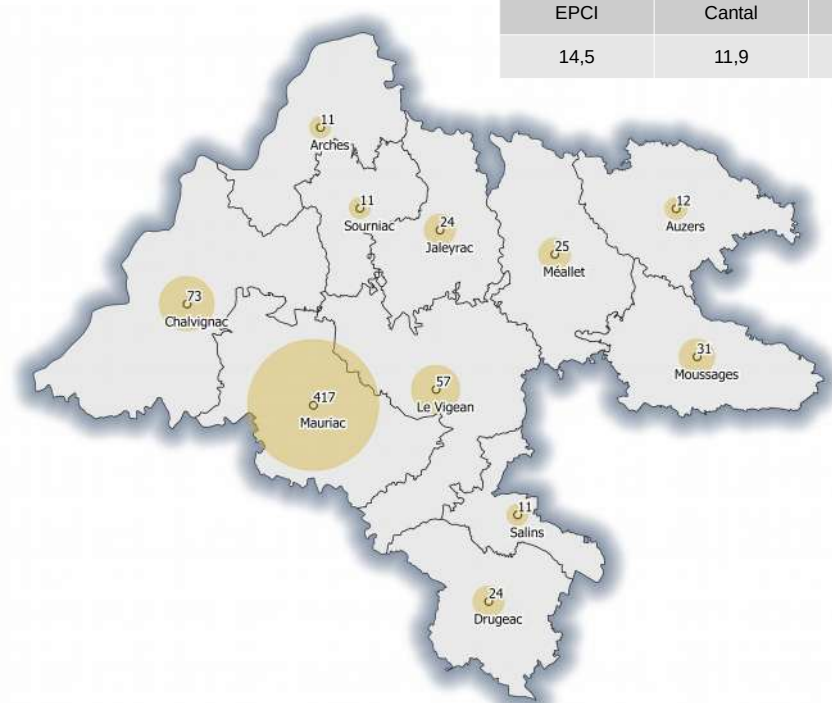 EPCI Cantal
14,5 11,9
11
Arches
11
Sourniac
24
Jaleyrac
25
Méallet
12
Auzers
73
Chalvignac
417
Mauriac
57
Le Vigean
31
Moussages
11
Salins
24
Drugeac